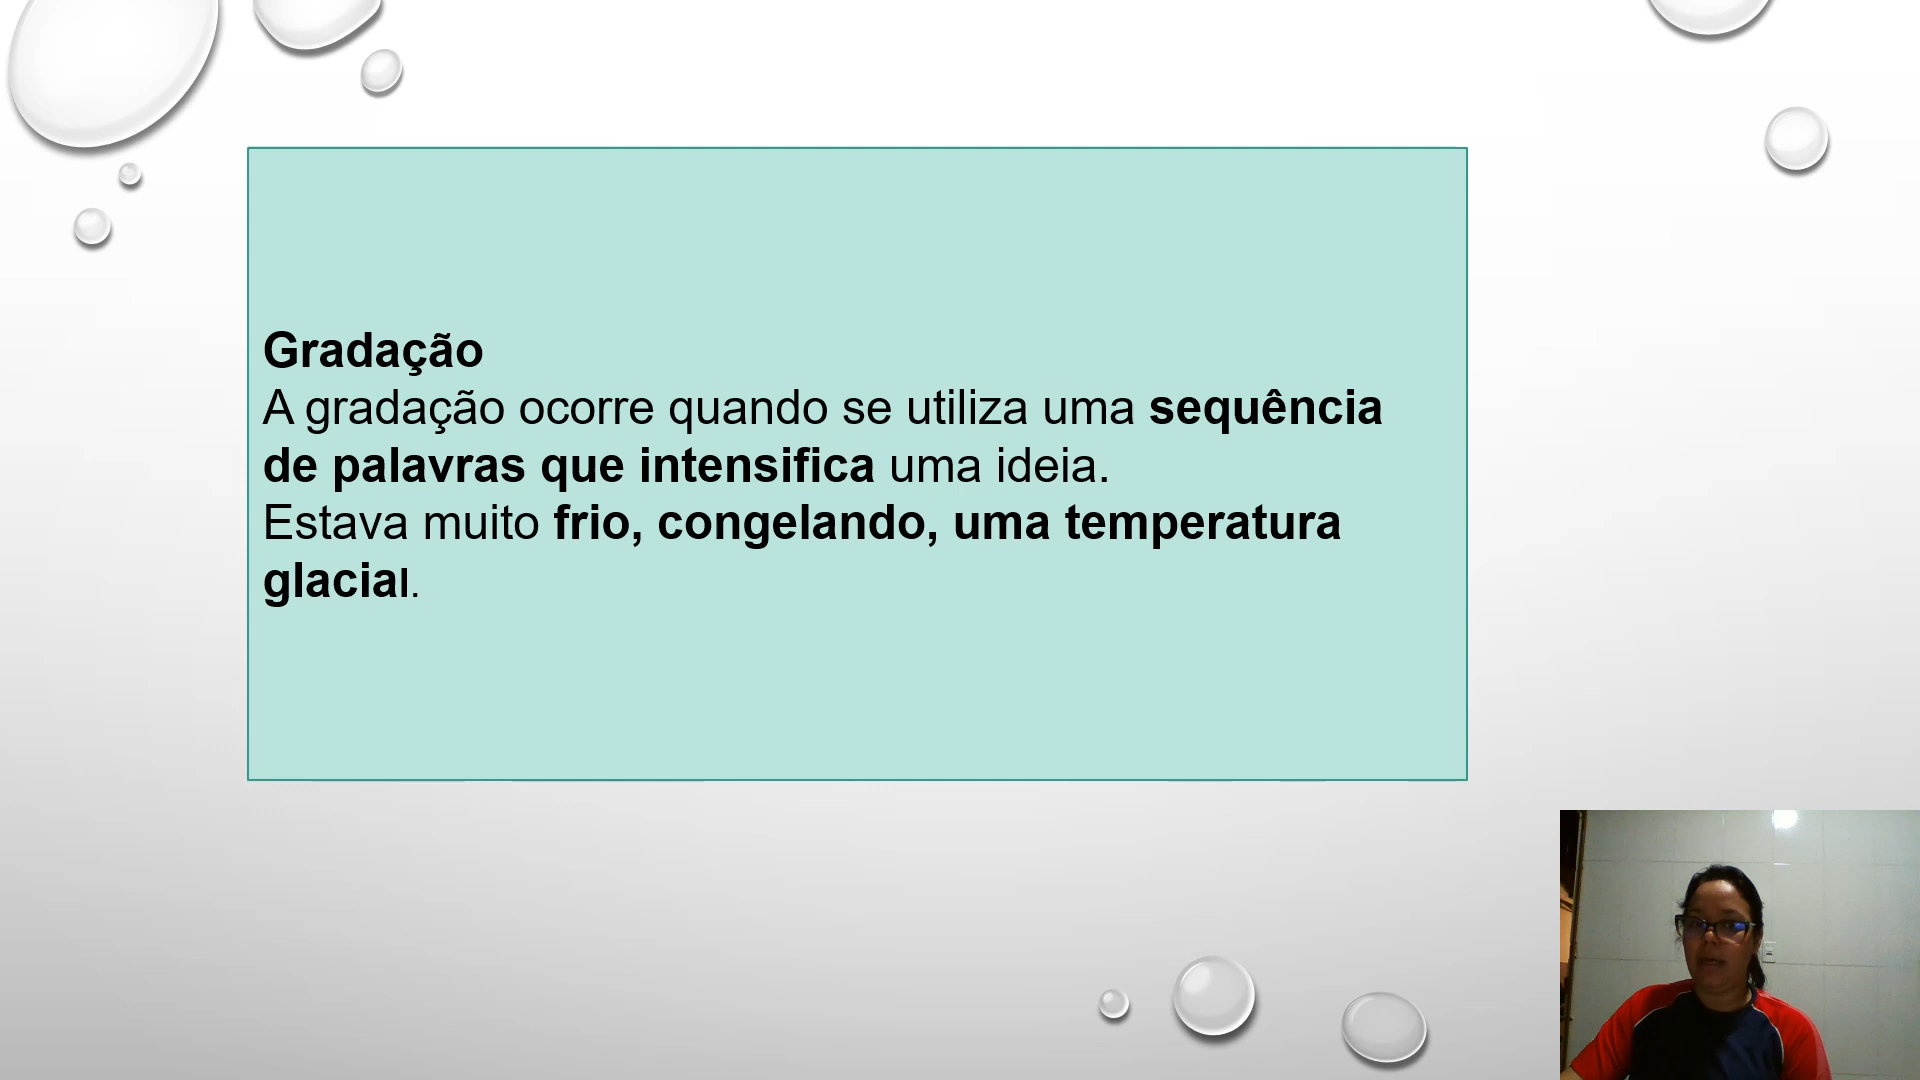 Gradação
A gradação ocorre quando se utiliza uma sequência
de palavras que intensifica uma ideia.
Estava muito frio, congelando, uma temperatura
glacial.